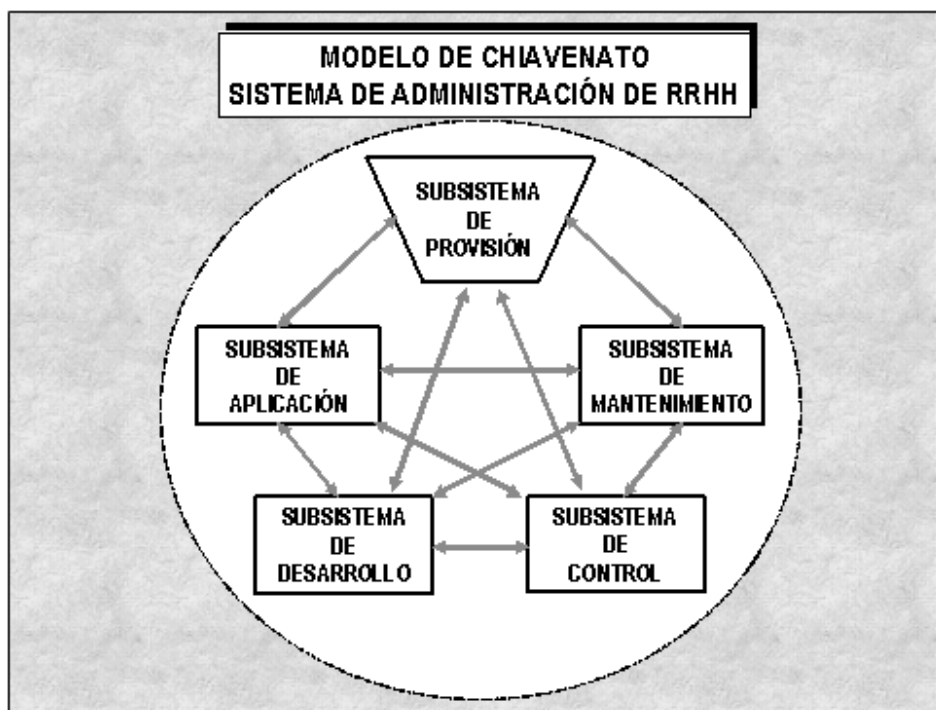 MODELO DE CHIAVENATO
SISTEMA DE ADMINISTRACIÓN DE RRHH
SUBSISTEMA
DE
PROVISIÓN
SUBSISTEMA
DE
APLICACIÓN
SUBSISTEMA
DE
MANTENIMIENTO
SUBSISTEMA
DE
DESARROLLO
SUBSISTEMA
DE
CONTROL